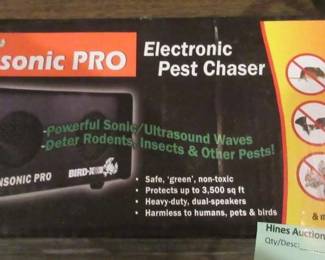 sonic PRO
Electronic
Pest Chaser
-Powerful Sonic/Ultrasound Waves
-Deter Rodents, Insects & Other Pests!
NSONIC PRO
BIRD-X
• Safe, 'green', non-toxic
• Protects up to 3,500 sq ft
• Heavy-duty, dual-speakers
• Harmless to humans, pets & birds
& m
Hines Auction
Qty/Desc: